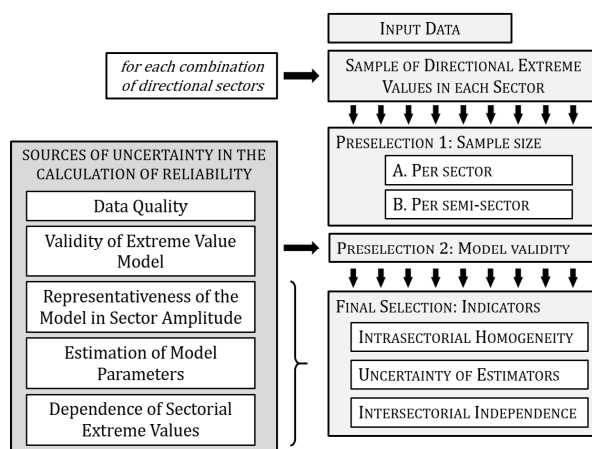 INPUT DATA
for each combination
of directional sectors
SAMPLE OF DIRECTIONAL EXTREME
VALUES IN EACH SECTOR
PRESELECTION 1: SAMPLE SIZE
A. PER SECTOR
B. PER SEMI-SECTOR
SOURCES OF UNCERTAINTY IN THE
CALCULATION OF RELIABILITY
Data Quality
Validity of Extreme Value
Model
Representativeness of the
Model in Sector Amplitude
Estimation of Model
Parameters
Dependence of Sectorial
Extreme Values
PRESELECTION 2: MODEL VALIDITY
FINAL SELECTION: INDICATORS
INTRASECTORIAL HOMOGENEITY
UNCERTAINTY OF ESTIMATORS
INTERSECTORIAL INDEPENDENCE